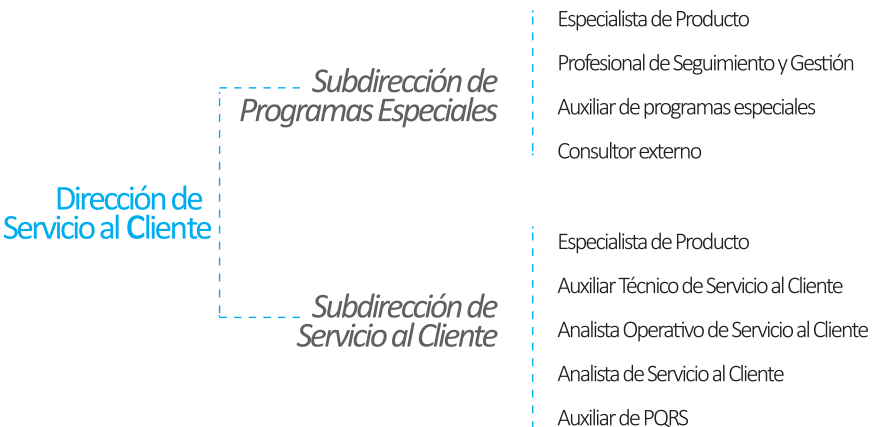 Dirección de
Servicio al Cliente
Subdirección de
Programas Especiales
Especialista de Producto
Profesional de Seguimiento y Gestión
Auxiliar de programas especiales
Consultor externo
Subdirección de
Servicio al Cliente
Especialista de Producto
Auxiliar Técnico de Servicio al Cliente
Analista Operativo de Servicio al Cliente
Analista de Servicio al Cliente
Auxiliar de PQRS